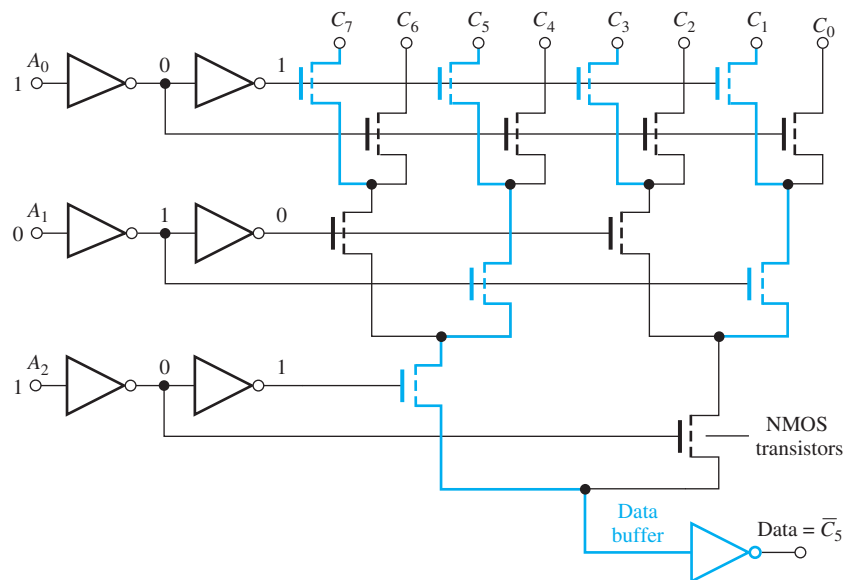 C7 C6 C5 C4 C3 C2 C1 C0
A0
1 0 1
A1
0 1 0
A2
1 0 1
NMOS
transistors
Data
buffer
Data = C̅5